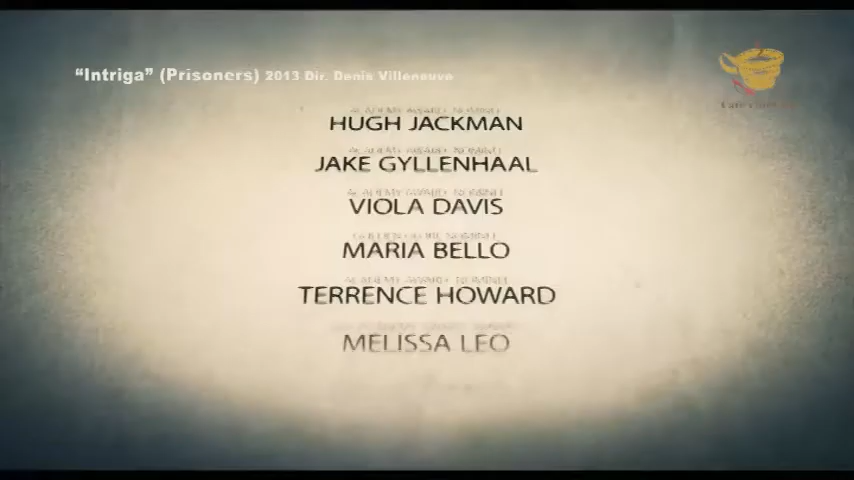 “Intriga” (Prisoners) 2013 Dir. Denis Villeneuve
ACADEMY AWARD NOMINEE
HUGH JACKMAN
ACADEMY AWARD NOMINEE
JAKE GYLLENHAAL
ACADEMY AWARD NOMINEE
VIOLA DAVIS
GOLDEN GLOBE NOMINEE
MARIA BELLO
ACADEMY AWARD NOMINEE
TERRENCE HOWARD
MELISSA LEO